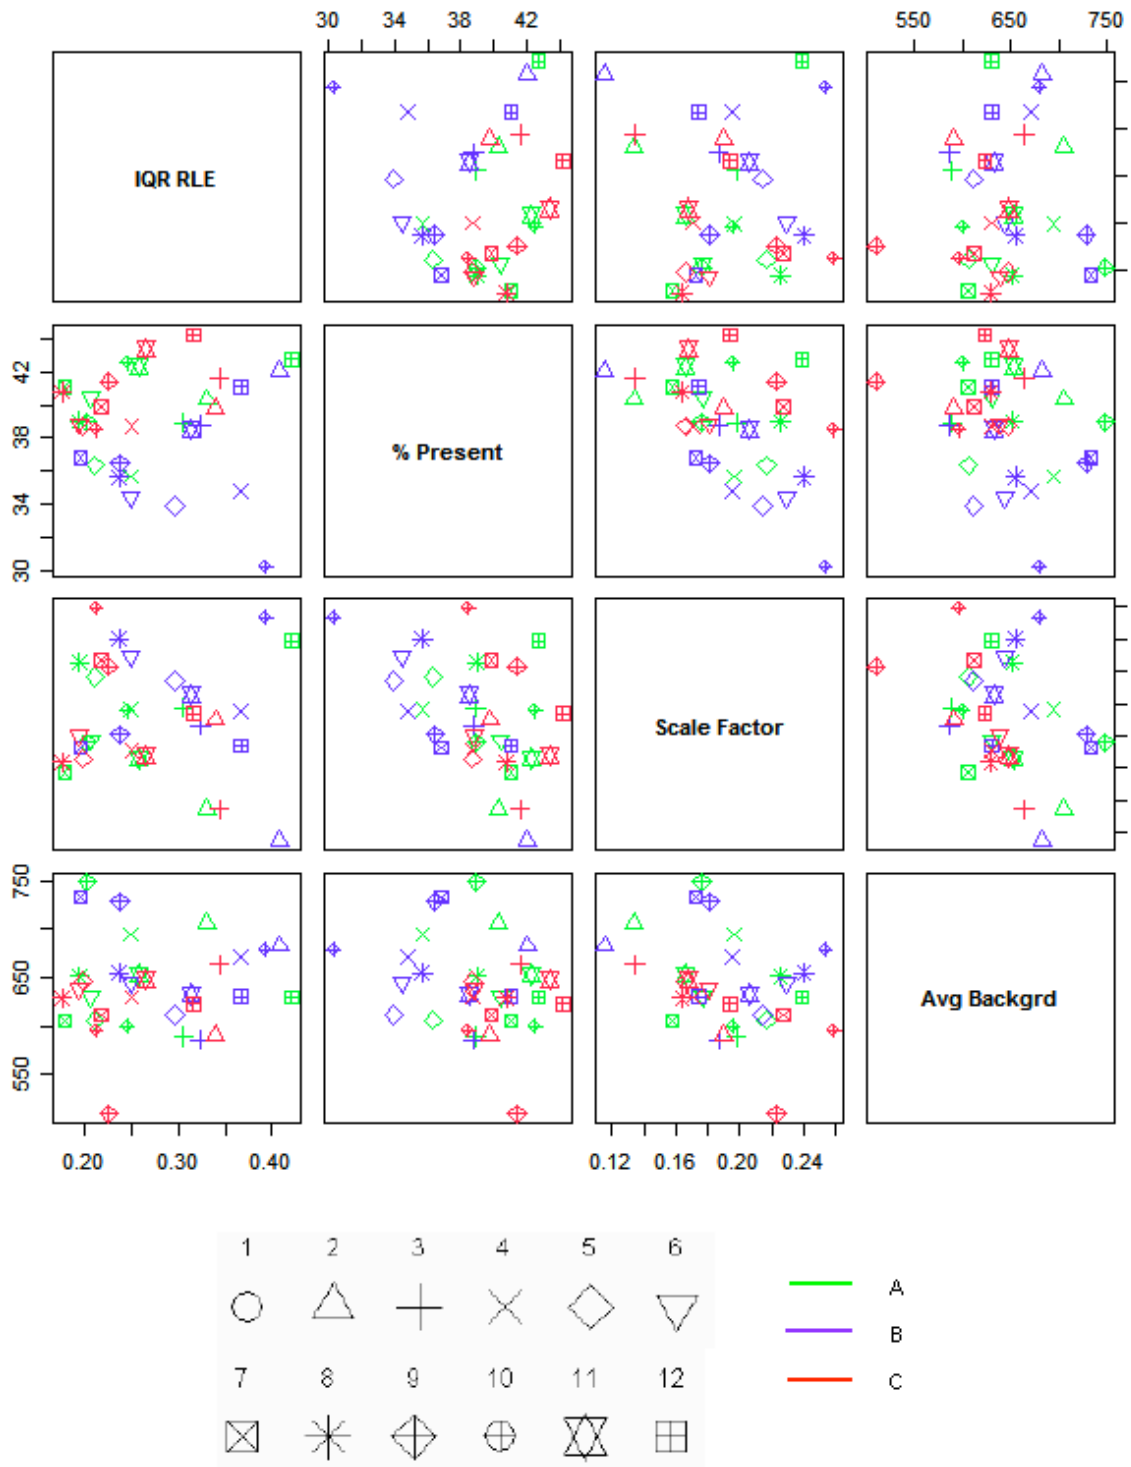 30 34 38 42 550 650 750
IQR RLE
42
38
34
30
% Present
Scale Factor
750
650
550
Avg Backgrd
0.20 0.30 0.40 0.12 0.16 0.20 0.24
1 2 3 4 5 6
A
B
7 8 9 10 11 12
C